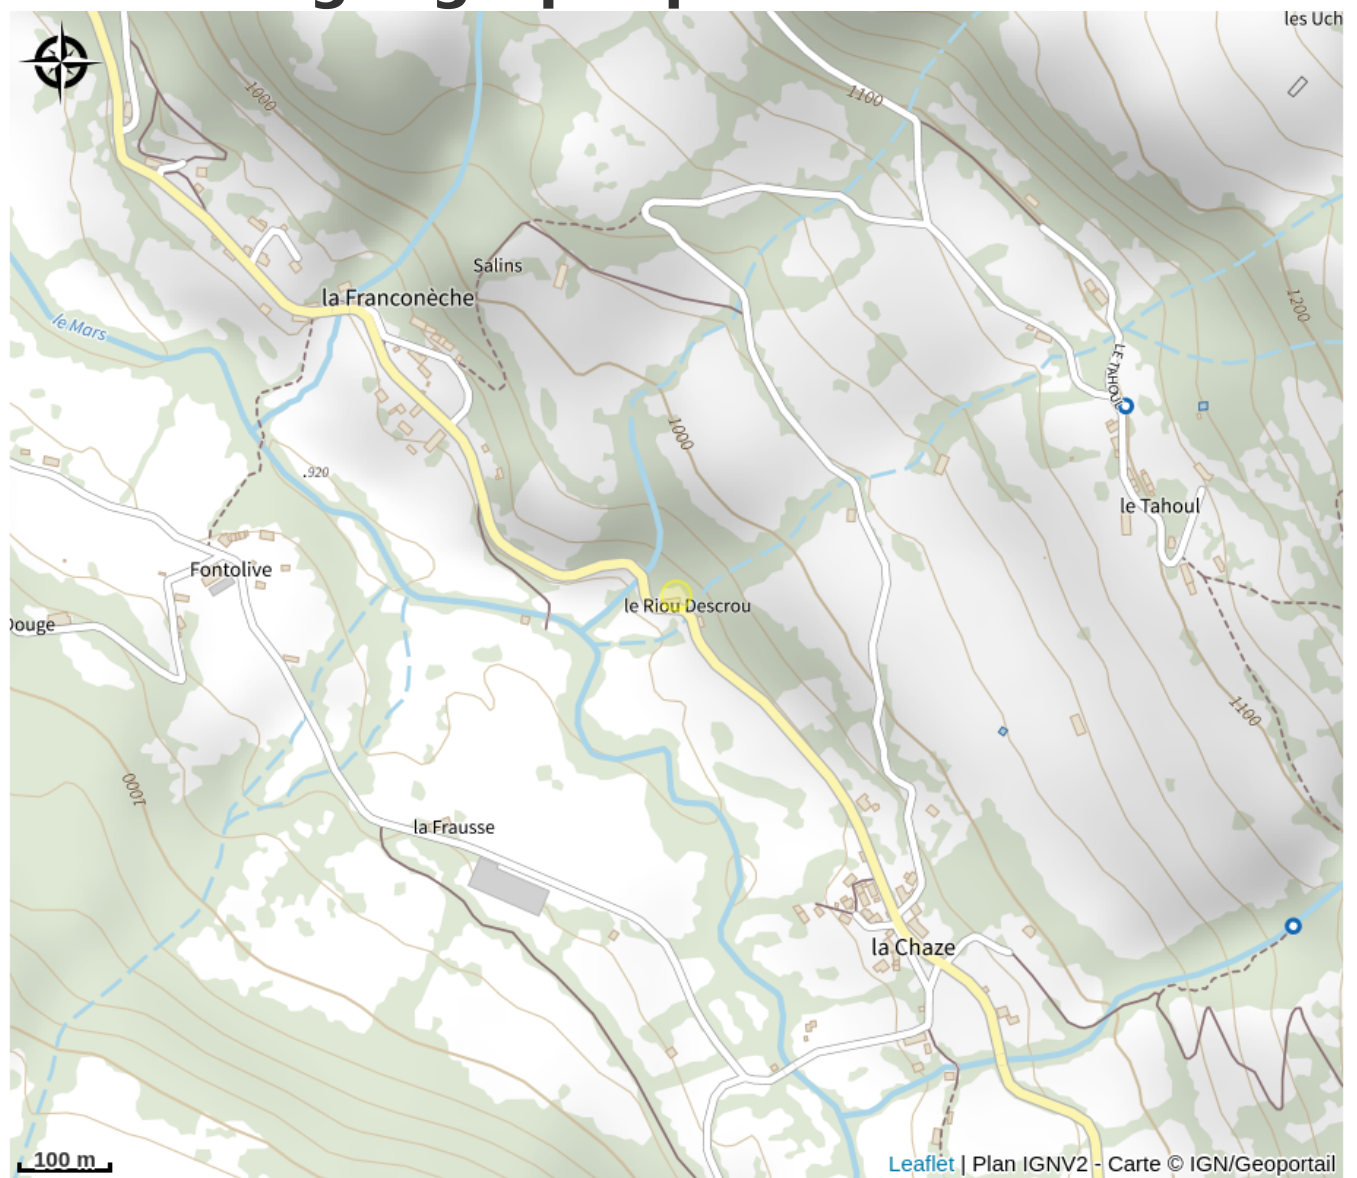 les Uch
1000
1100
Salins
la Franconèche
le Mars
1200
LE TAHOUL
1000
.920
le Tahoul
Fontolive
le Riou Descrou
Douge
1100
1000
la Frausse
la Chaze
100 m
Leaflet | Plan IGNV2 - Carte © IGN/Geoportail